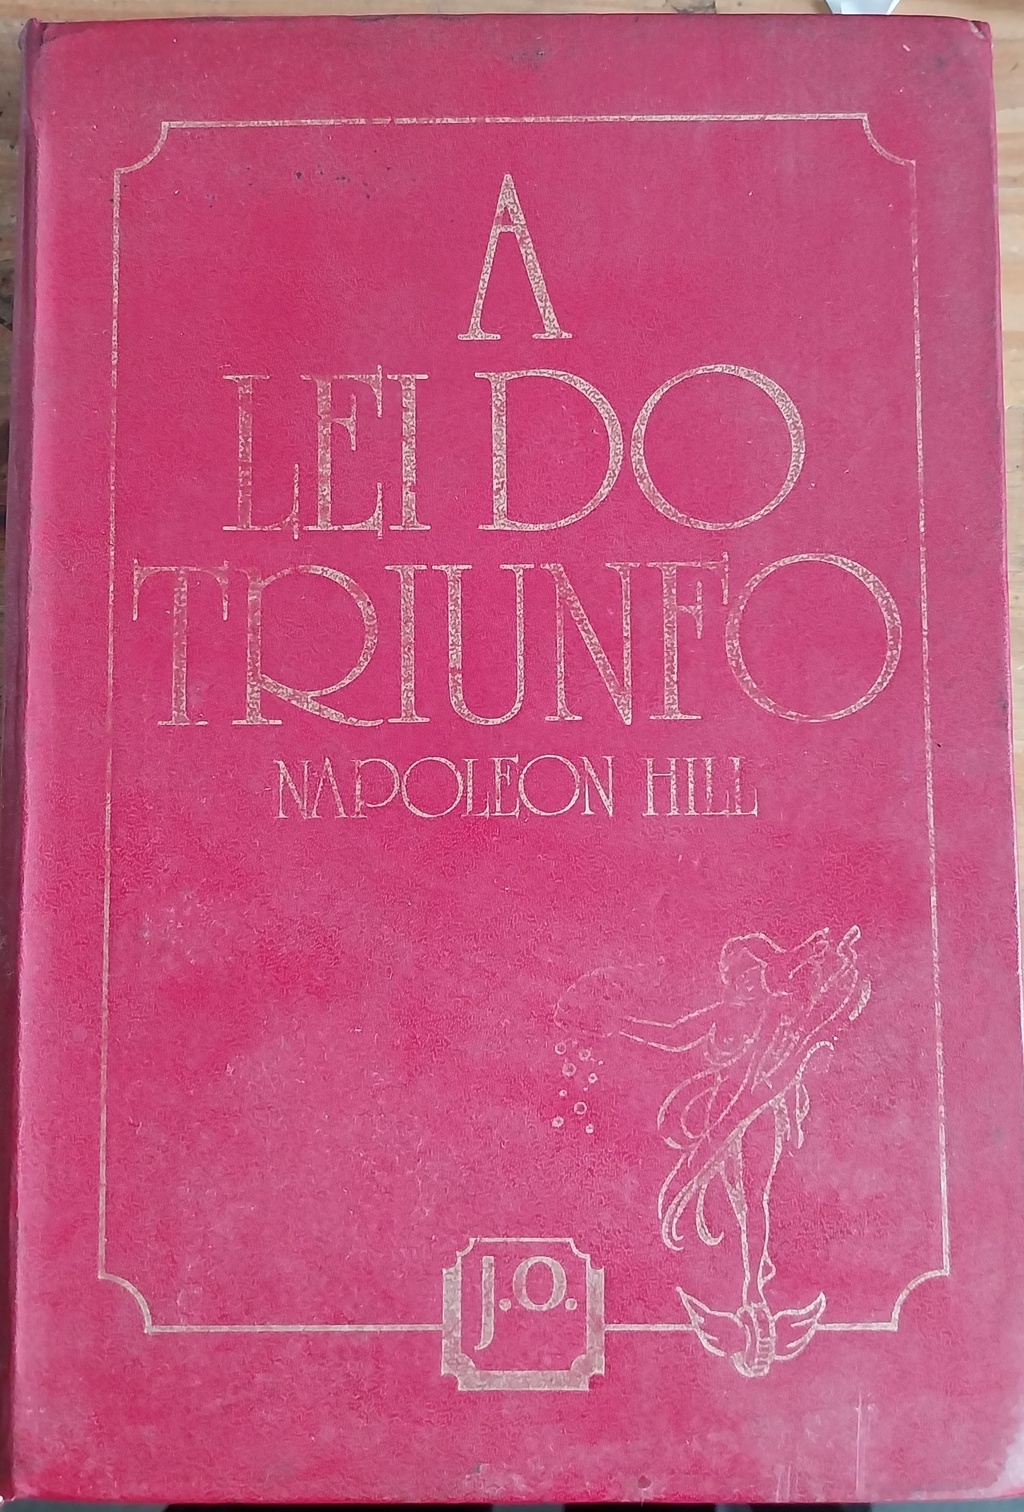 A
LEI DO
TRIUNFO
NAPOLEON HILL
J.O.